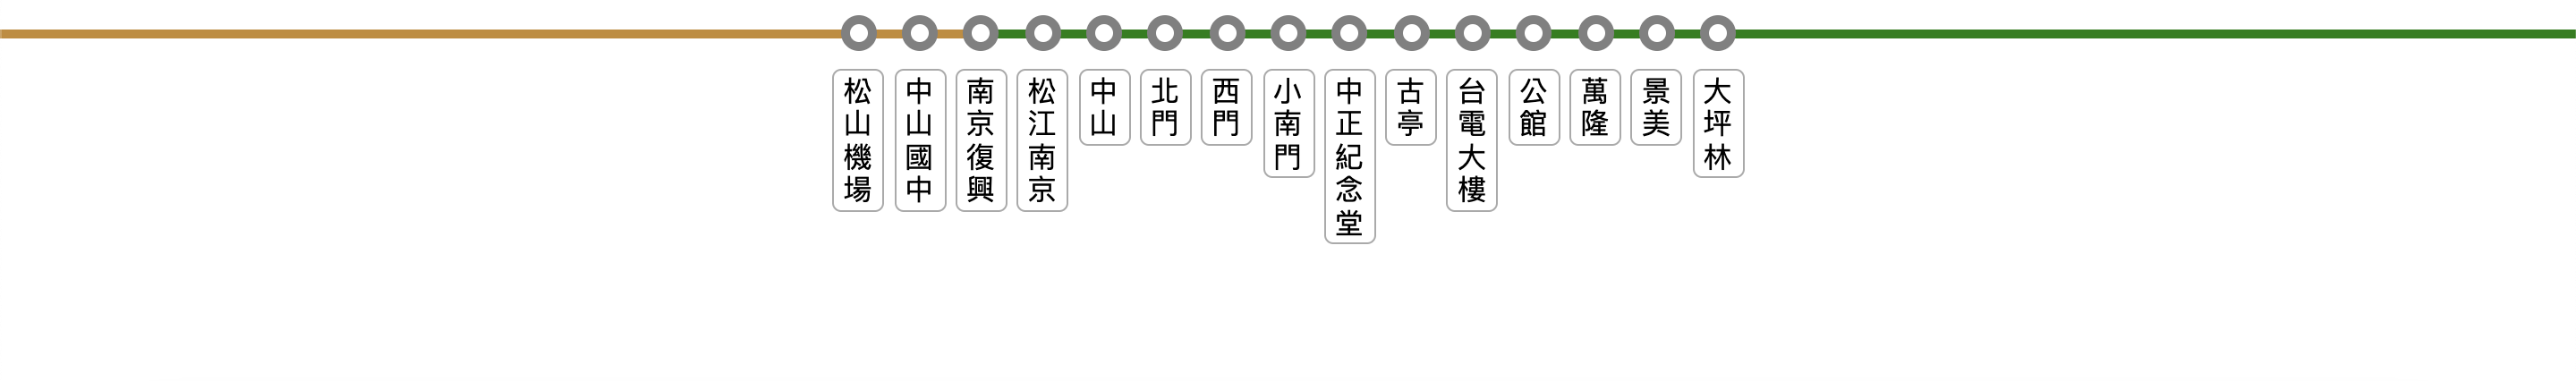 松山機場
中山國中
南京復興
松江南京
中山
北門
西門
小南門
中正紀念堂
古亭
台電大樓
公館
萬隆
景美
大坪林